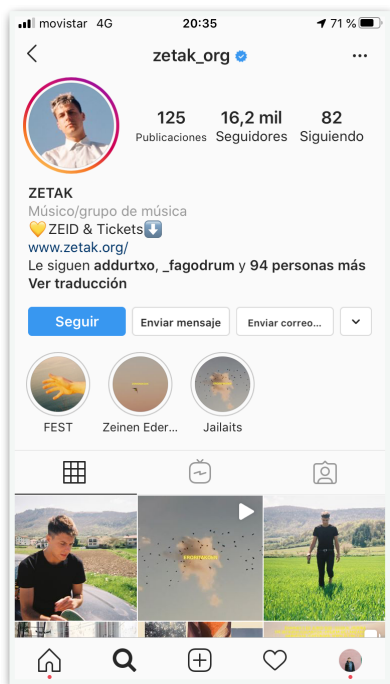 movistar 4G 20:35 71 %
zetak_org
125 16,2 mil 82
Publicaciones Seguidores Siguiendo
ZETAK
Músico/grupo de música
💛ZEID & Tickets⬇️
www.zetak.org/
Le siguen addurtxo, _fagodrum y 94 personas más
Ver traducción
Seguir Enviar mensaje Enviar correo...
FEST Zeinen Eder... Jailaits